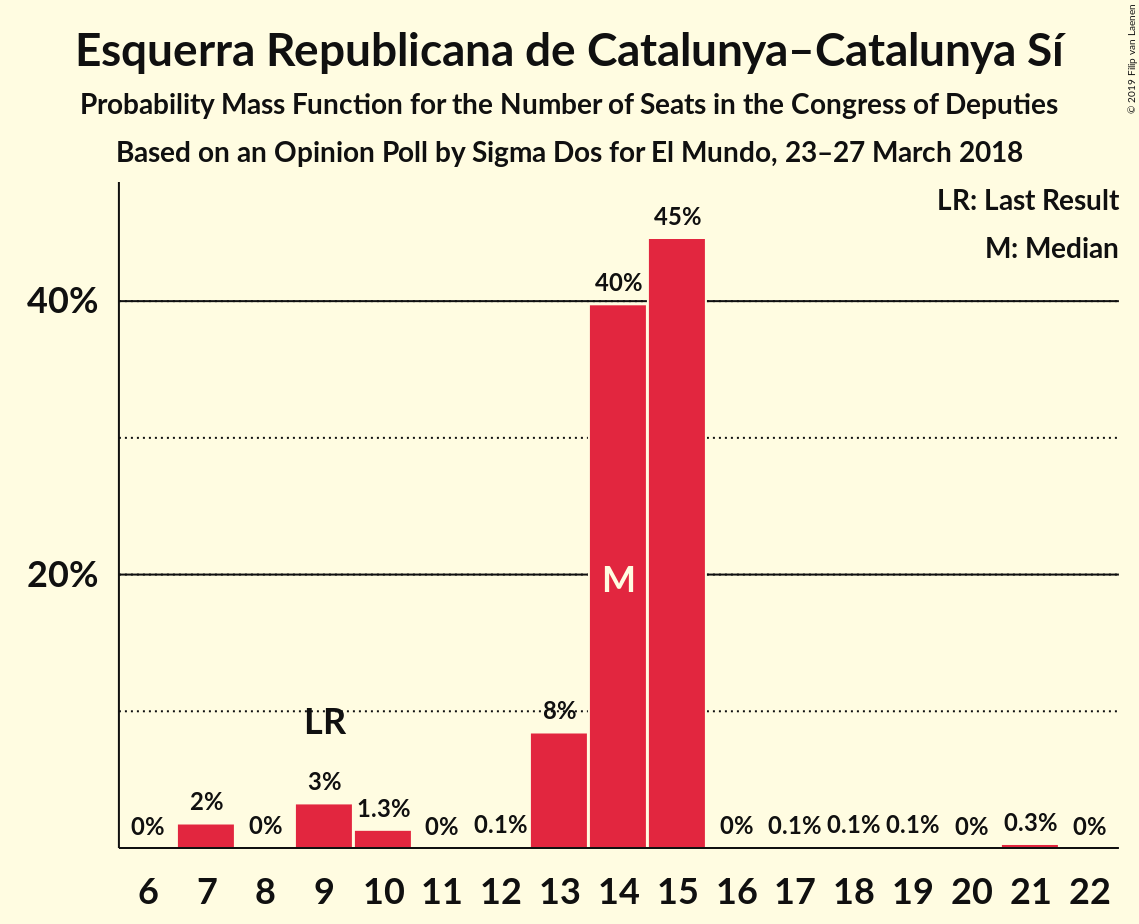 Esquerra Republicana de Catalunya–Catalunya Sí
Probability Mass Function for the Number of Seats in the Congress of Deputies
Based on an Opinion Poll by Sigma Dos for El Mundo, 23–27 March 2018
© 2019 Filip van Laenen
LR: Last Result
M: Median
40%
20%
0% 2% 0% 3% 1.3% 0% 0.1% 8% 40% 45% 0% 0.1% 0.1% 0.1% 0% 0.3% 0%
LR
M
6 7 8 9 10 11 12 13 14 15 16 17 18 19 20 21 22